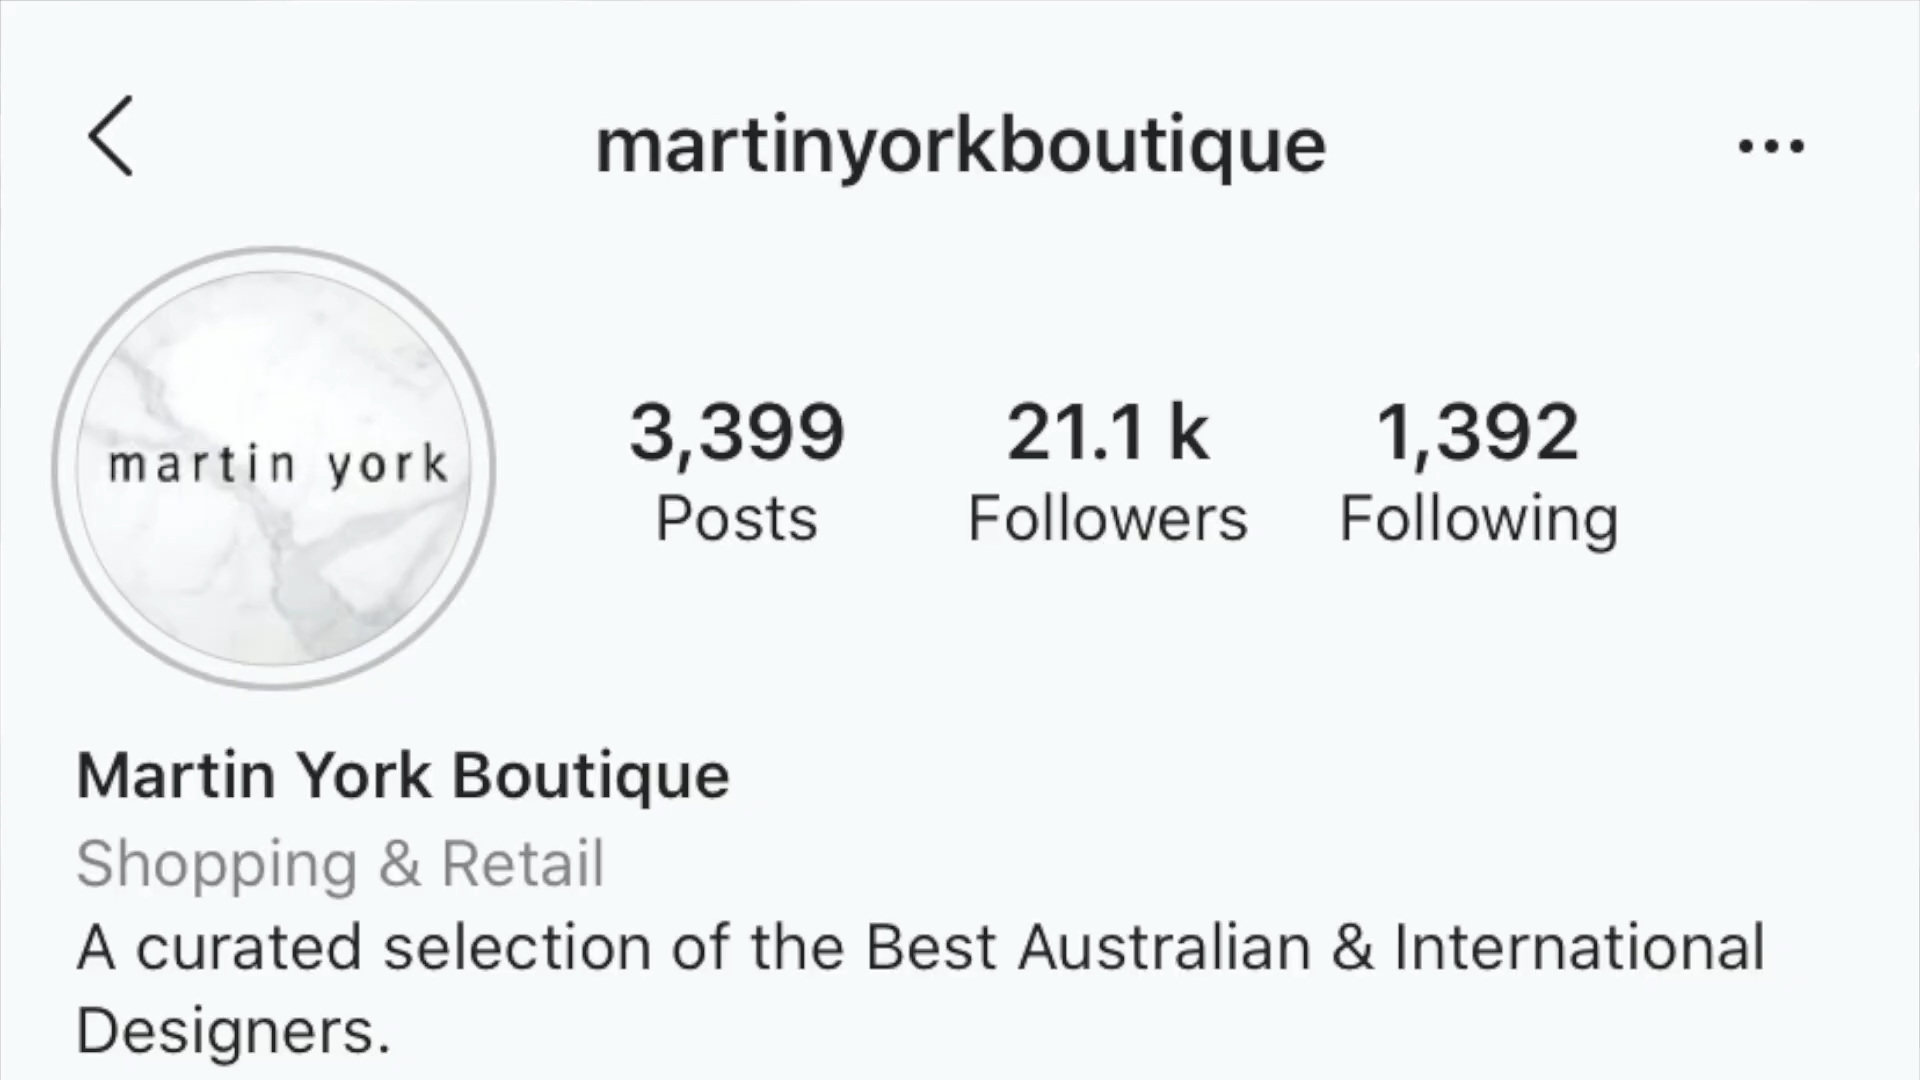 martinyorkboutique
martin york
3,399 21.1 k 1,392
Posts Followers Following
Martin York Boutique
Shopping & Retail
A curated selection of the Best Australian & International
Designers.